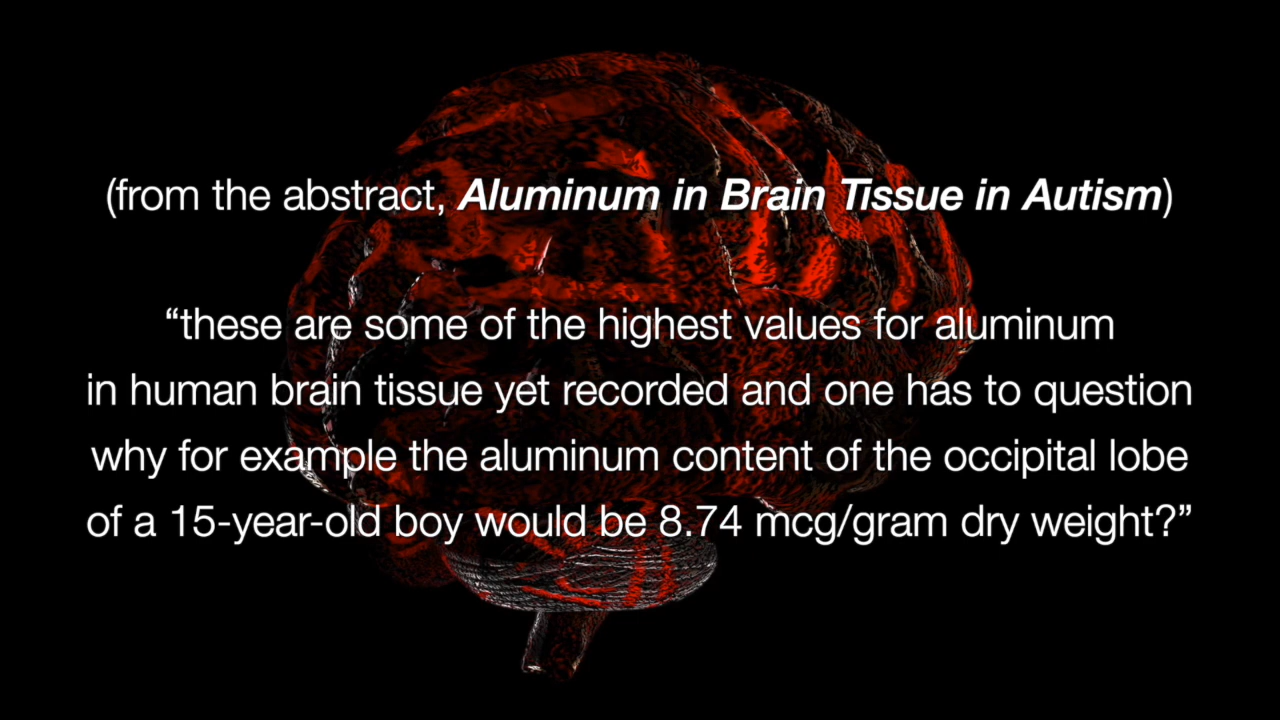 (from the abstract, Aluminum in Brain Tissue in Autism)
“these are some of the highest values for aluminum
in human brain tissue yet recorded and one has to question
why for example the aluminum content of the occipital lobe
of a 15-year-old boy would be 8.74 mcg/gram dry weight?”